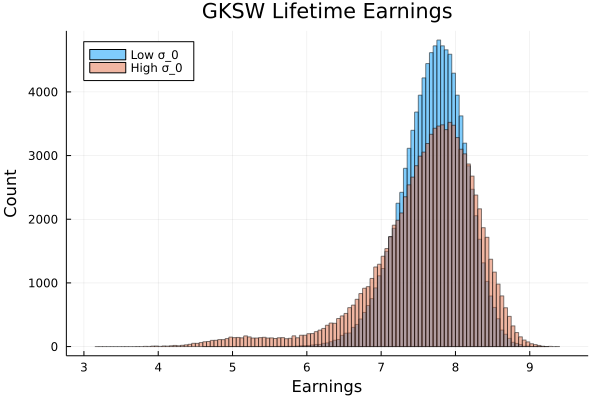 GKSW Lifetime Earnings
Low σ_0
High σ_0
Count
4000
3000
2000
1000
0
3 4 5 6 7 8 9
Earnings